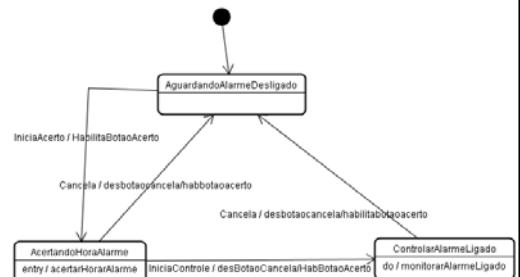 AguardandoAlarmeDesligado
IniciaAcerto / HabilitaBotaoAcerto
Cancela / desbotaocancela/habbotaoacerto
Cancela / desbotaocancela/habilitabotaoacerto
AcertandoHoraAlarme
entry / acertarHorarAlarme
IniciaControle / desBotaoCancela/HabBotaoAcerto
ControlarAlarmeLigado
do / monitorarAlarmeLigado